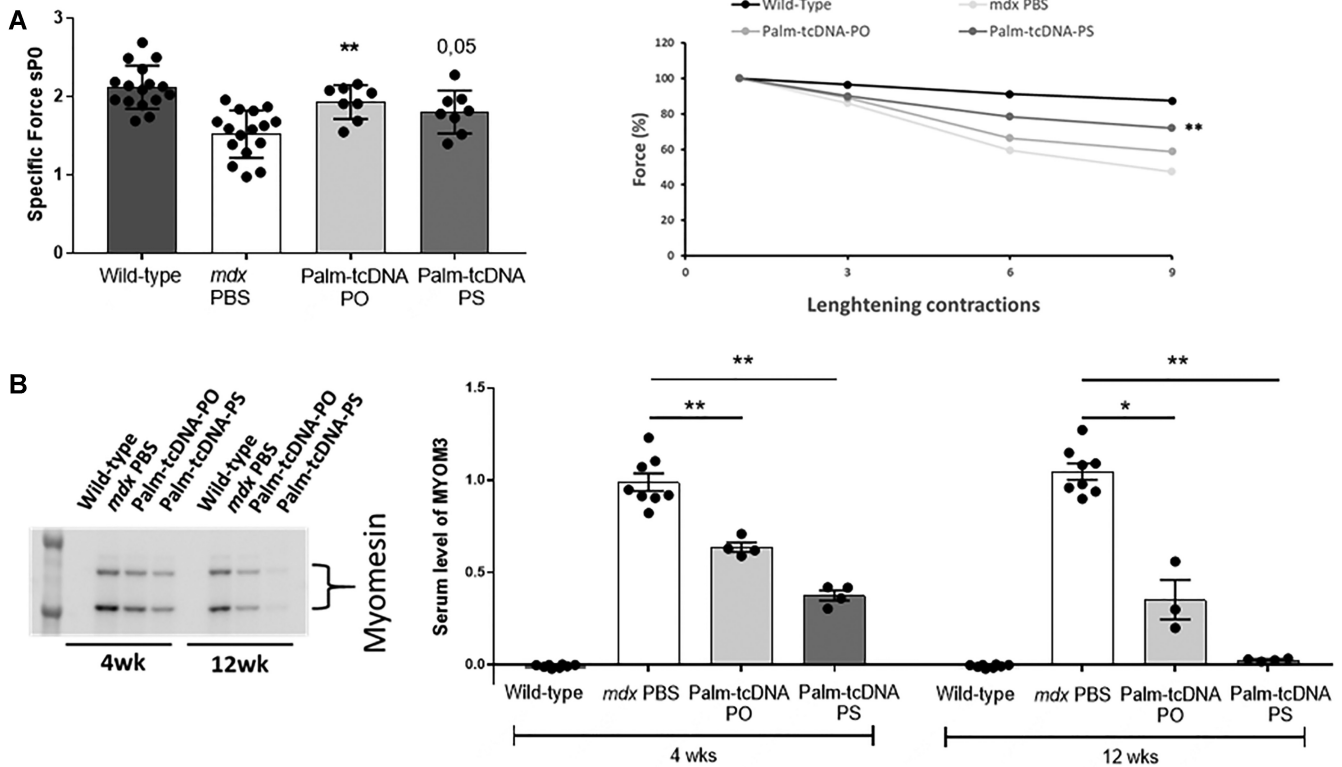 A
Specific Force sP0
3
2
1
0
**
0,05
Wild-type
mdx
PBS
Palm-tcDNA
PO
Palm-tcDNA
PS
Wild-Type
mdx PBS
Palm-tcDNA-PO
Palm-tcDNA-PS
Force (%)
120
100
80
60
40
20
0
**
0
3
6
9
Lenghtening contractions
B
Wild-type
mdx PBS
Palm-tcDNA-PO
Palm-tcDNA-PS
Wild-type
mdx PBS
Palm-tcDNA-PO
Palm-tcDNA-PS
Myomesin
4wk
12wk
Serum level of MYOM3
1.5
1.0
0.5
0.0
**
**
**
*
Wild-type
mdx PBS
Palm-tcDNA
PO
Palm-tcDNA
PS
Wild-type
mdx PBS
Palm-tcDNA
PO
Palm-tcDNA
PS
4 wks
12 wks